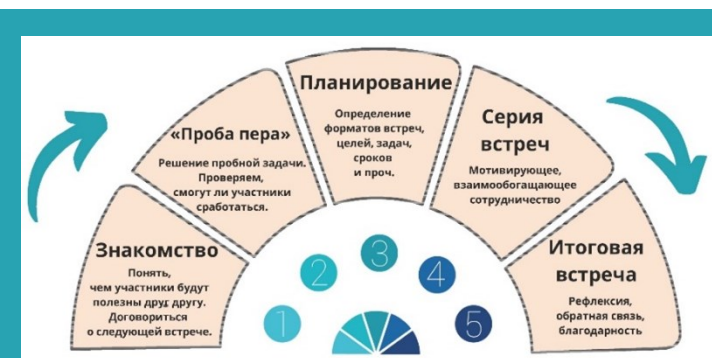 Знакомство
Понять,
чем участники будут
полезны друг другу.
Договориться
о следующей встрече.
«Проба пера»
Решение пробной задачи.
Проверяем,
смогут ли участники
сработаться.
Планирование
Определение
форматов встреч,
целей, задач,
сроков
и проч.
Серия
встреч
Мотивирующее,
взаимообогащающее
сотрудничество
Итоговая
встреча
Рефлексия,
обратная связь,
благодарность
1
2
3
4
5